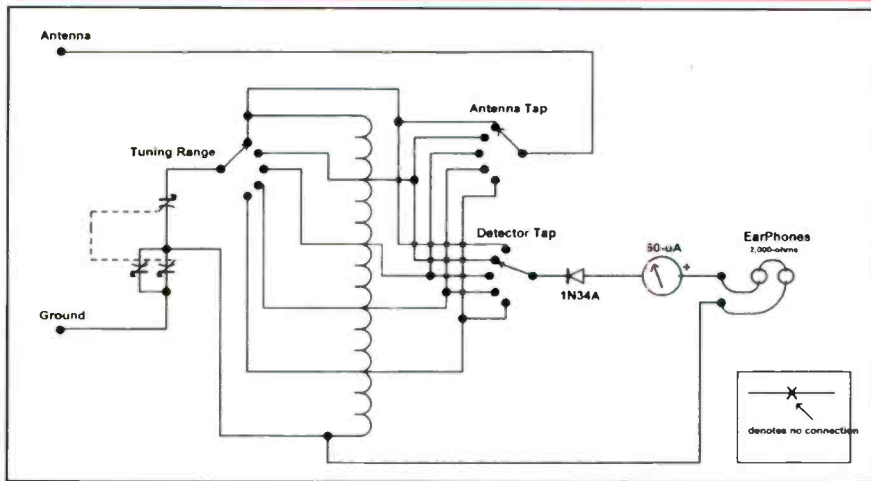 Antenna
Antenna Tap
Tuning Range
Detector Tap
50-uA
+
EarPhones
2,000-ohms
1N34A
Ground
denotes no connection